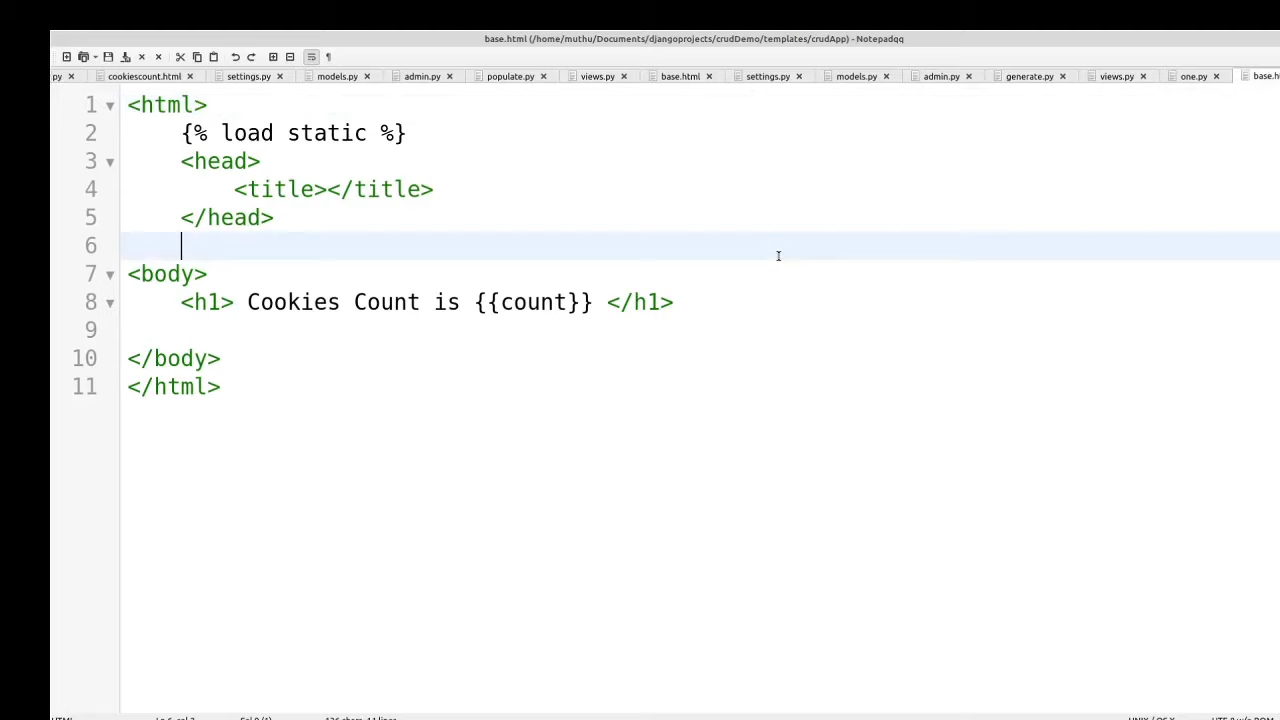 base.html (/home/muthu/Documents/djangoprojects/crudDemo/templates/crudApp) - Notepadqq
py cookiescount.html settings.py models.py admin.py populate.py views.py base.html settings.py models.py admin.py generate.py views.py one.py
1 <html>
2 {% load static %}
3 <head>
4 <title></title>
5 </head>
6
7 <body>
8 <h1> Cookies Count is {{count}} </h1>
9
10 </body>
11 </html>